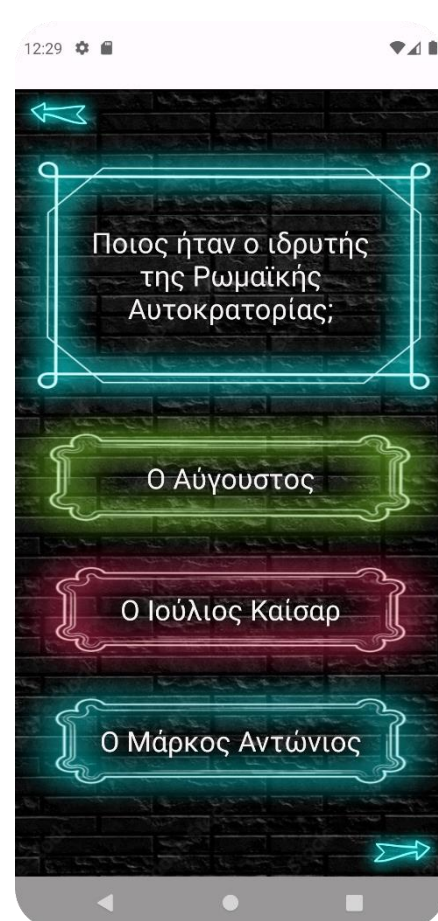 12:29
Ποιος ήταν ο ιδρυτής
της Ρωμαϊκής
Αυτοκρατορίας;
Ο Αύγουστος
Ο Ιούλιος Καίσαρ
Ο Μάρκος Αντώνιος